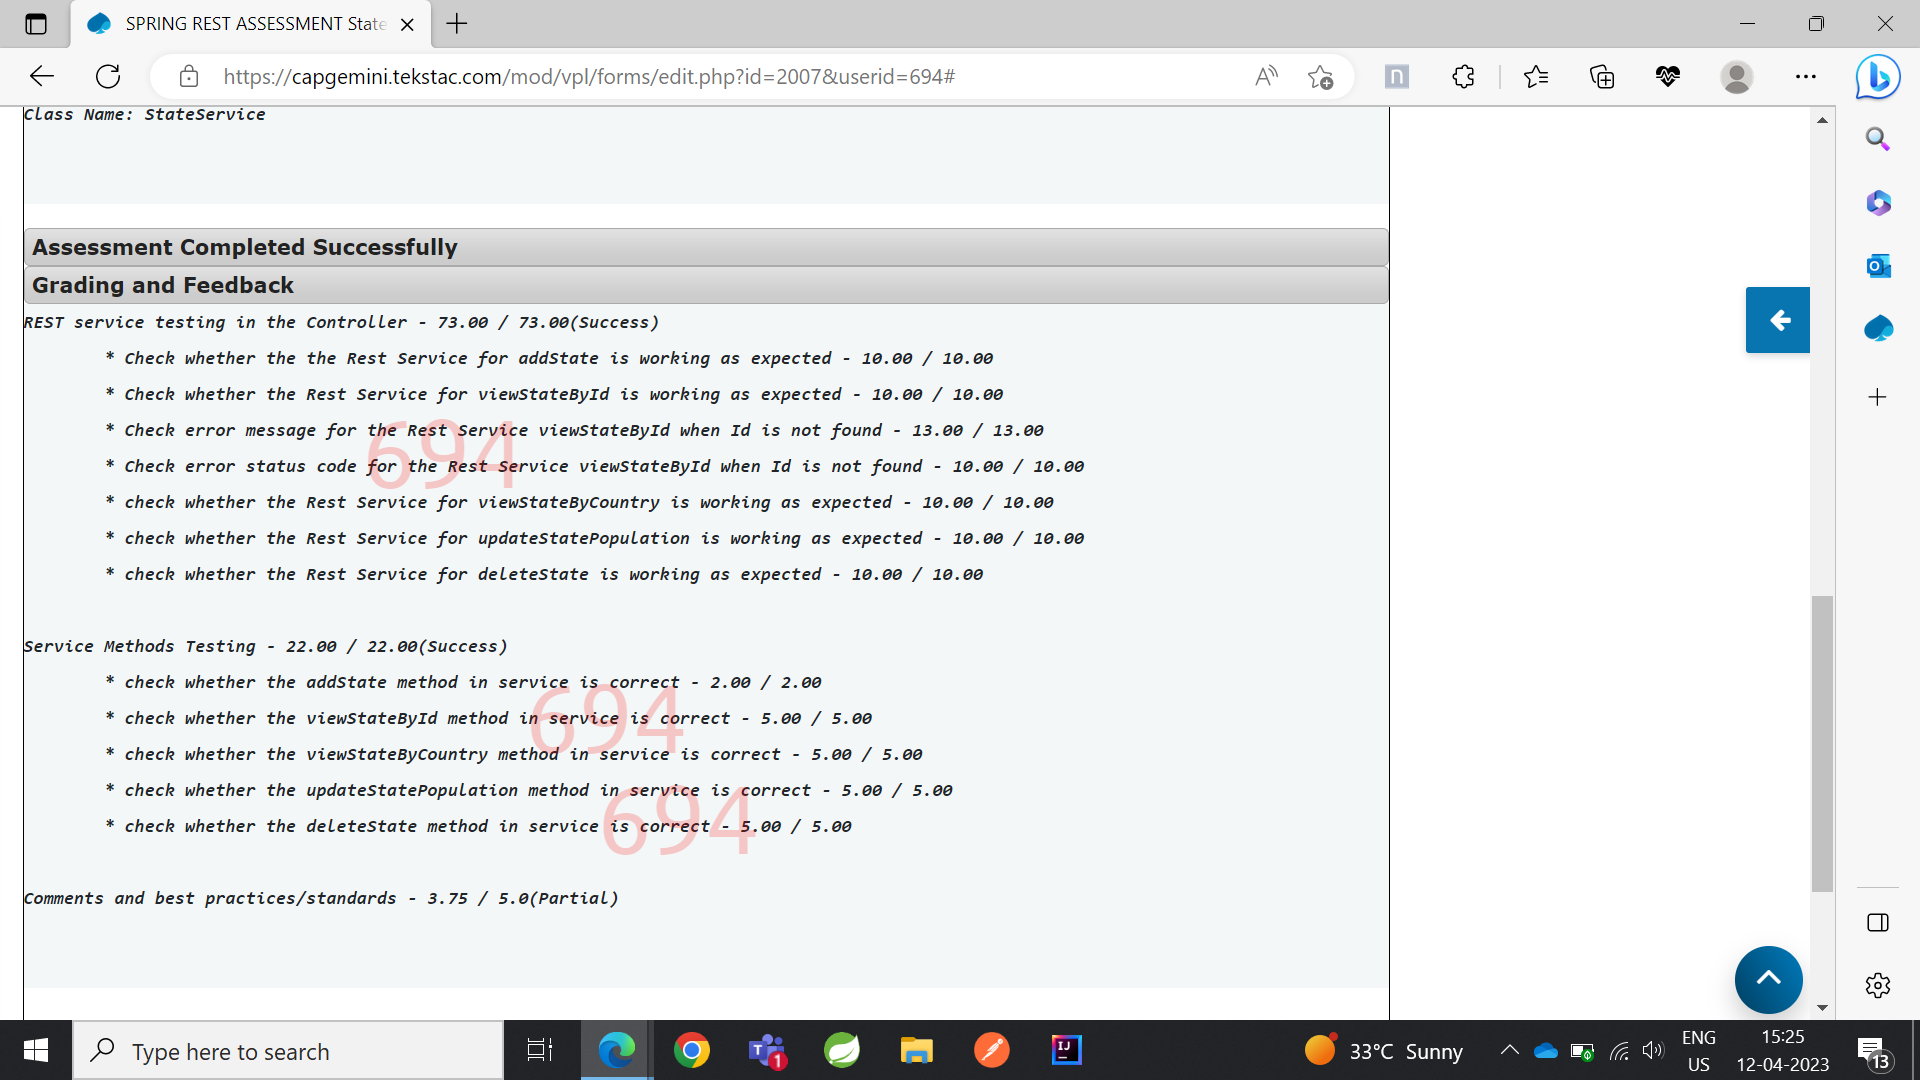 SPRING REST ASSESSMENT State
https://capgemini.tekstac.com/mod/vpl/forms/edit.php?id=2007&userid=694#
Class Name: StateService
Assessment Completed Successfully
Grading and Feedback
REST service testing in the Controller - 73.00 / 73.00(Success)
* Check whether the the Rest Service for addState is working as expected - 10.00 / 10.00
* Check whether the Rest Service for viewStateById is working as expected - 10.00 / 10.00
* Check error message for the Rest Service viewStateById when Id is not found - 13.00 / 13.00
* Check error status code for the Rest Service viewStateById when Id is not found - 10.00 / 10.00
694
* check whether the Rest Service for viewStateByCountry is working as expected - 10.00 / 10.00
* check whether the Rest Service for updateStatePopulation is working as expected - 10.00 / 10.00
* check whether the Rest Service for deleteState is working as expected - 10.00 / 10.00
Service Methods Testing - 22.00 / 22.00(Success)
* check whether the addState method in service is correct - 2.00 / 2.00
* check whether the viewStateById method in service is correct - 5.00 / 5.00
694
* check whether the viewStateByCountry method in service is correct - 5.00 / 5.00
* check whether the updateStatePopulation method in service is correct - 5.00 / 5.00
694
* check whether the deleteState method in service is correct - 5.00 / 5.00
Comments and best practices/standards - 3.75 / 5.0(Partial)
Type here to search
1
33°C Sunny
ENG
US
15:25
12-04-2023
13